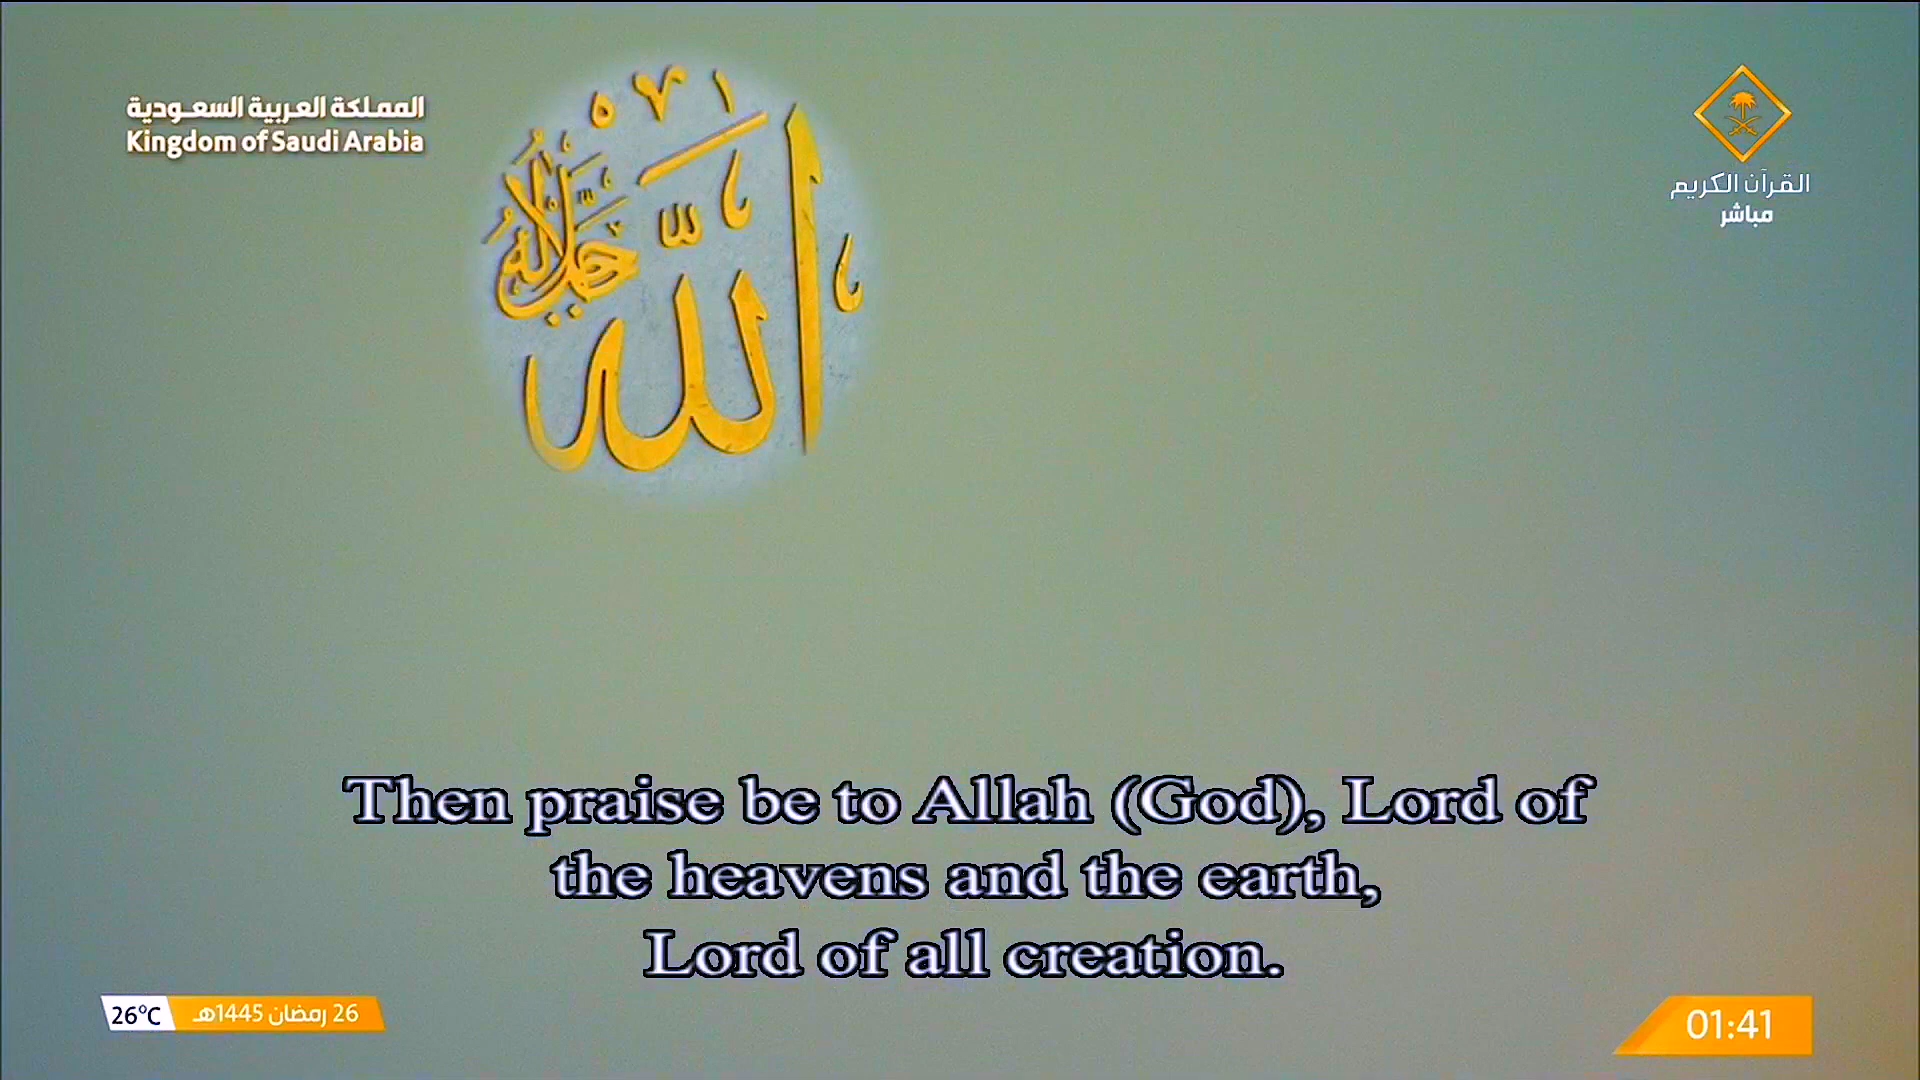 المملكة العربية السعودية
Kingdom of Saudi Arabia
الله
جل جلاله
القرآن الكريم
مباشر
Then praise be to Allah (God), Lord of
the heavens and the earth,
Lord of all creation.
26°C
26 رمضان 1445هـ
01:41